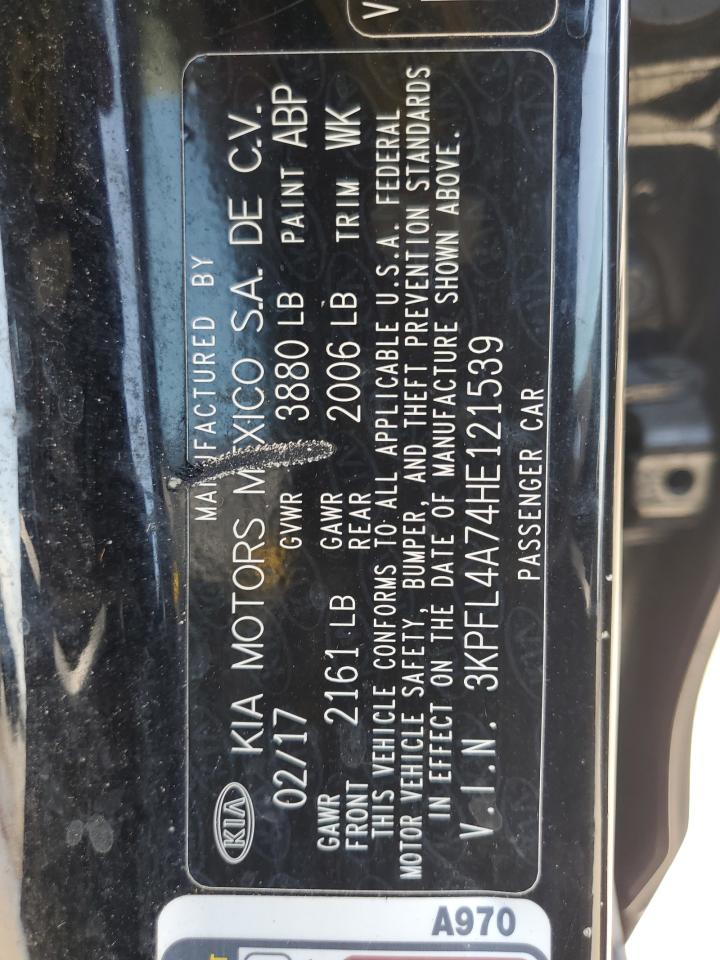 MANUFACTURED BY
KIA KIA MOTORS MEXICO S.A. DE C.V.
02/17 GVWR 3880 LB PAINT ABP
GAWR FRONT 2161 LB GAWR REAR 2006 LB TRIM WK
THIS VEHICLE CONFORMS TO ALL APPLICABLE U.S.A. FEDERAL
MOTOR VEHICLE SAFETY, BUMPER, AND THEFT PREVENTION STANDARDS
IN EFFECT ON THE DATE OF MANUFACTURE SHOWN ABOVE.
V.I.N. 3KPFL4A74HE121539
PASSENGER CAR
A970